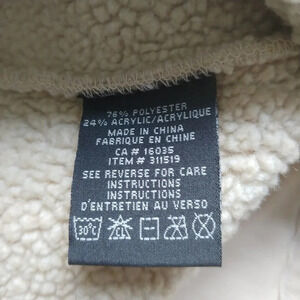 76% POLYESTER
24% ACRYLIC/ACRYLIQUE
MADE IN CHINA
FABRIQUE EN CHINE
CA # 16035
ITEM # 311519
SEE REVERSE FOR CARE
INSTRUCTIONS
INSTRUCTIONS
D'ENTRETIEN AU VERSO
30°C CL